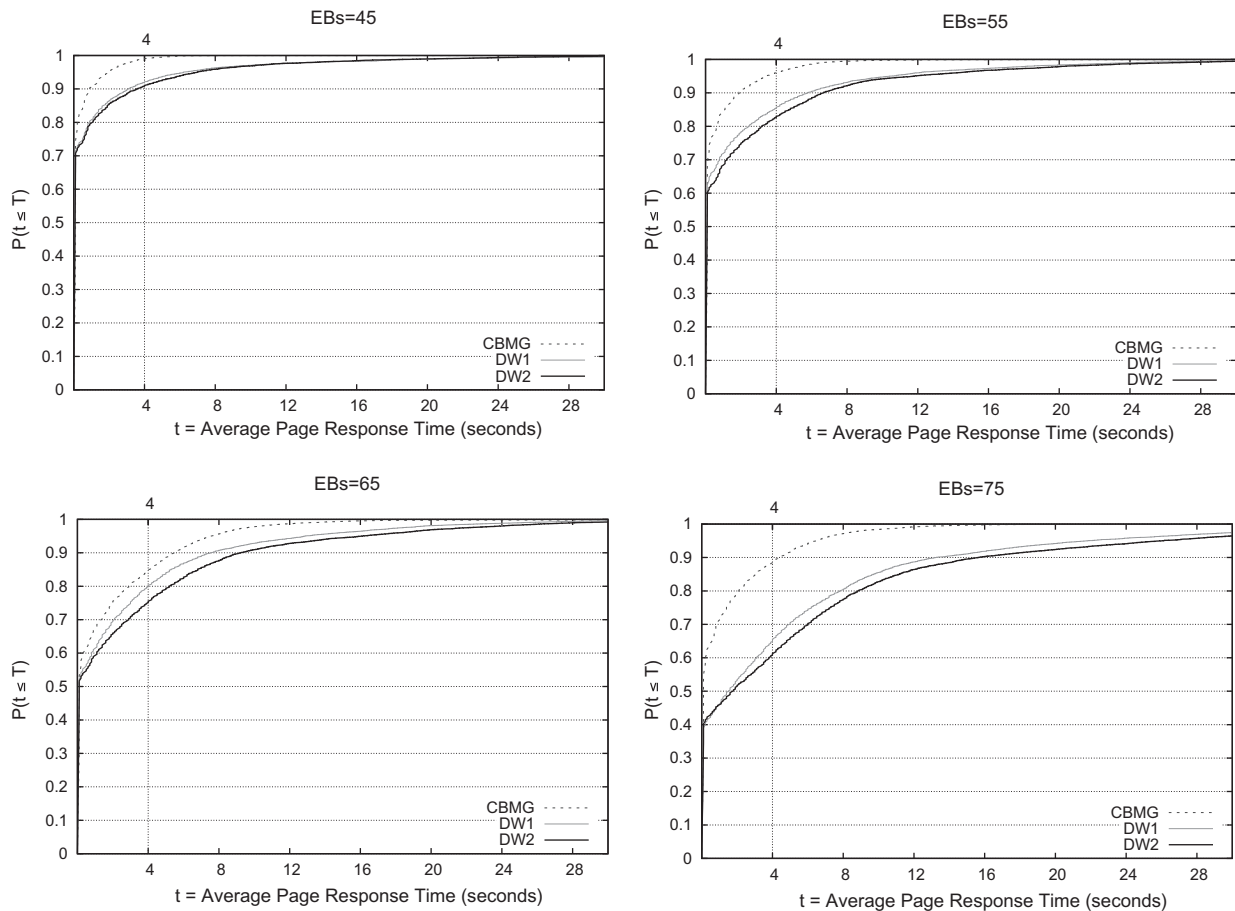 EBs=45
4
1
0.9
0.8
0.7
0.6
0.5
0.4
0.3
0.2
0.1
0
P(t ≤ T)
CBMG
DW1
DW2
4 8 12 16 20 24 28
t = Average Page Response Time (seconds)
EBs=55
4
1
0.9
0.8
0.7
0.6
0.5
0.4
0.3
0.2
0.1
0
P(t ≤ T)
CBMG
DW1
DW2
4 8 12 16 20 24 28
t = Average Page Response Time (seconds)
EBs=65
4
1
0.9
0.8
0.7
0.6
0.5
0.4
0.3
0.2
0.1
0
P(t ≤ T)
CBMG
DW1
DW2
4 8 12 16 20 24 28
t = Average Page Response Time (seconds)
EBs=75
4
1
0.9
0.8
0.7
0.6
0.5
0.4
0.3
0.2
0.1
0
P(t ≤ T)
CBMG
DW1
DW2
4 8 12 16 20 24 28
t = Average Page Response Time (seconds)